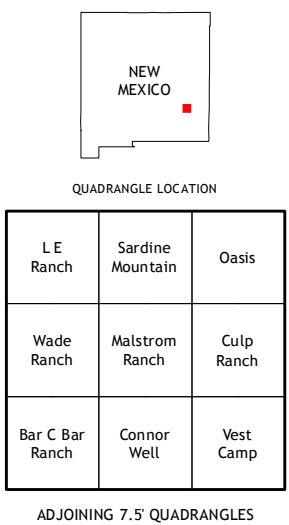 NEW
MEXICO
QUADRANGLE LOCATION
L E
Ranch
Sardine
Mountain
Oasis
Wade
Ranch
Malstrom
Ranch
Culp
Ranch
Bar C Bar
Ranch
Connor
Well
Vest
Camp
ADJOINING 7.5' QUADRANGLES